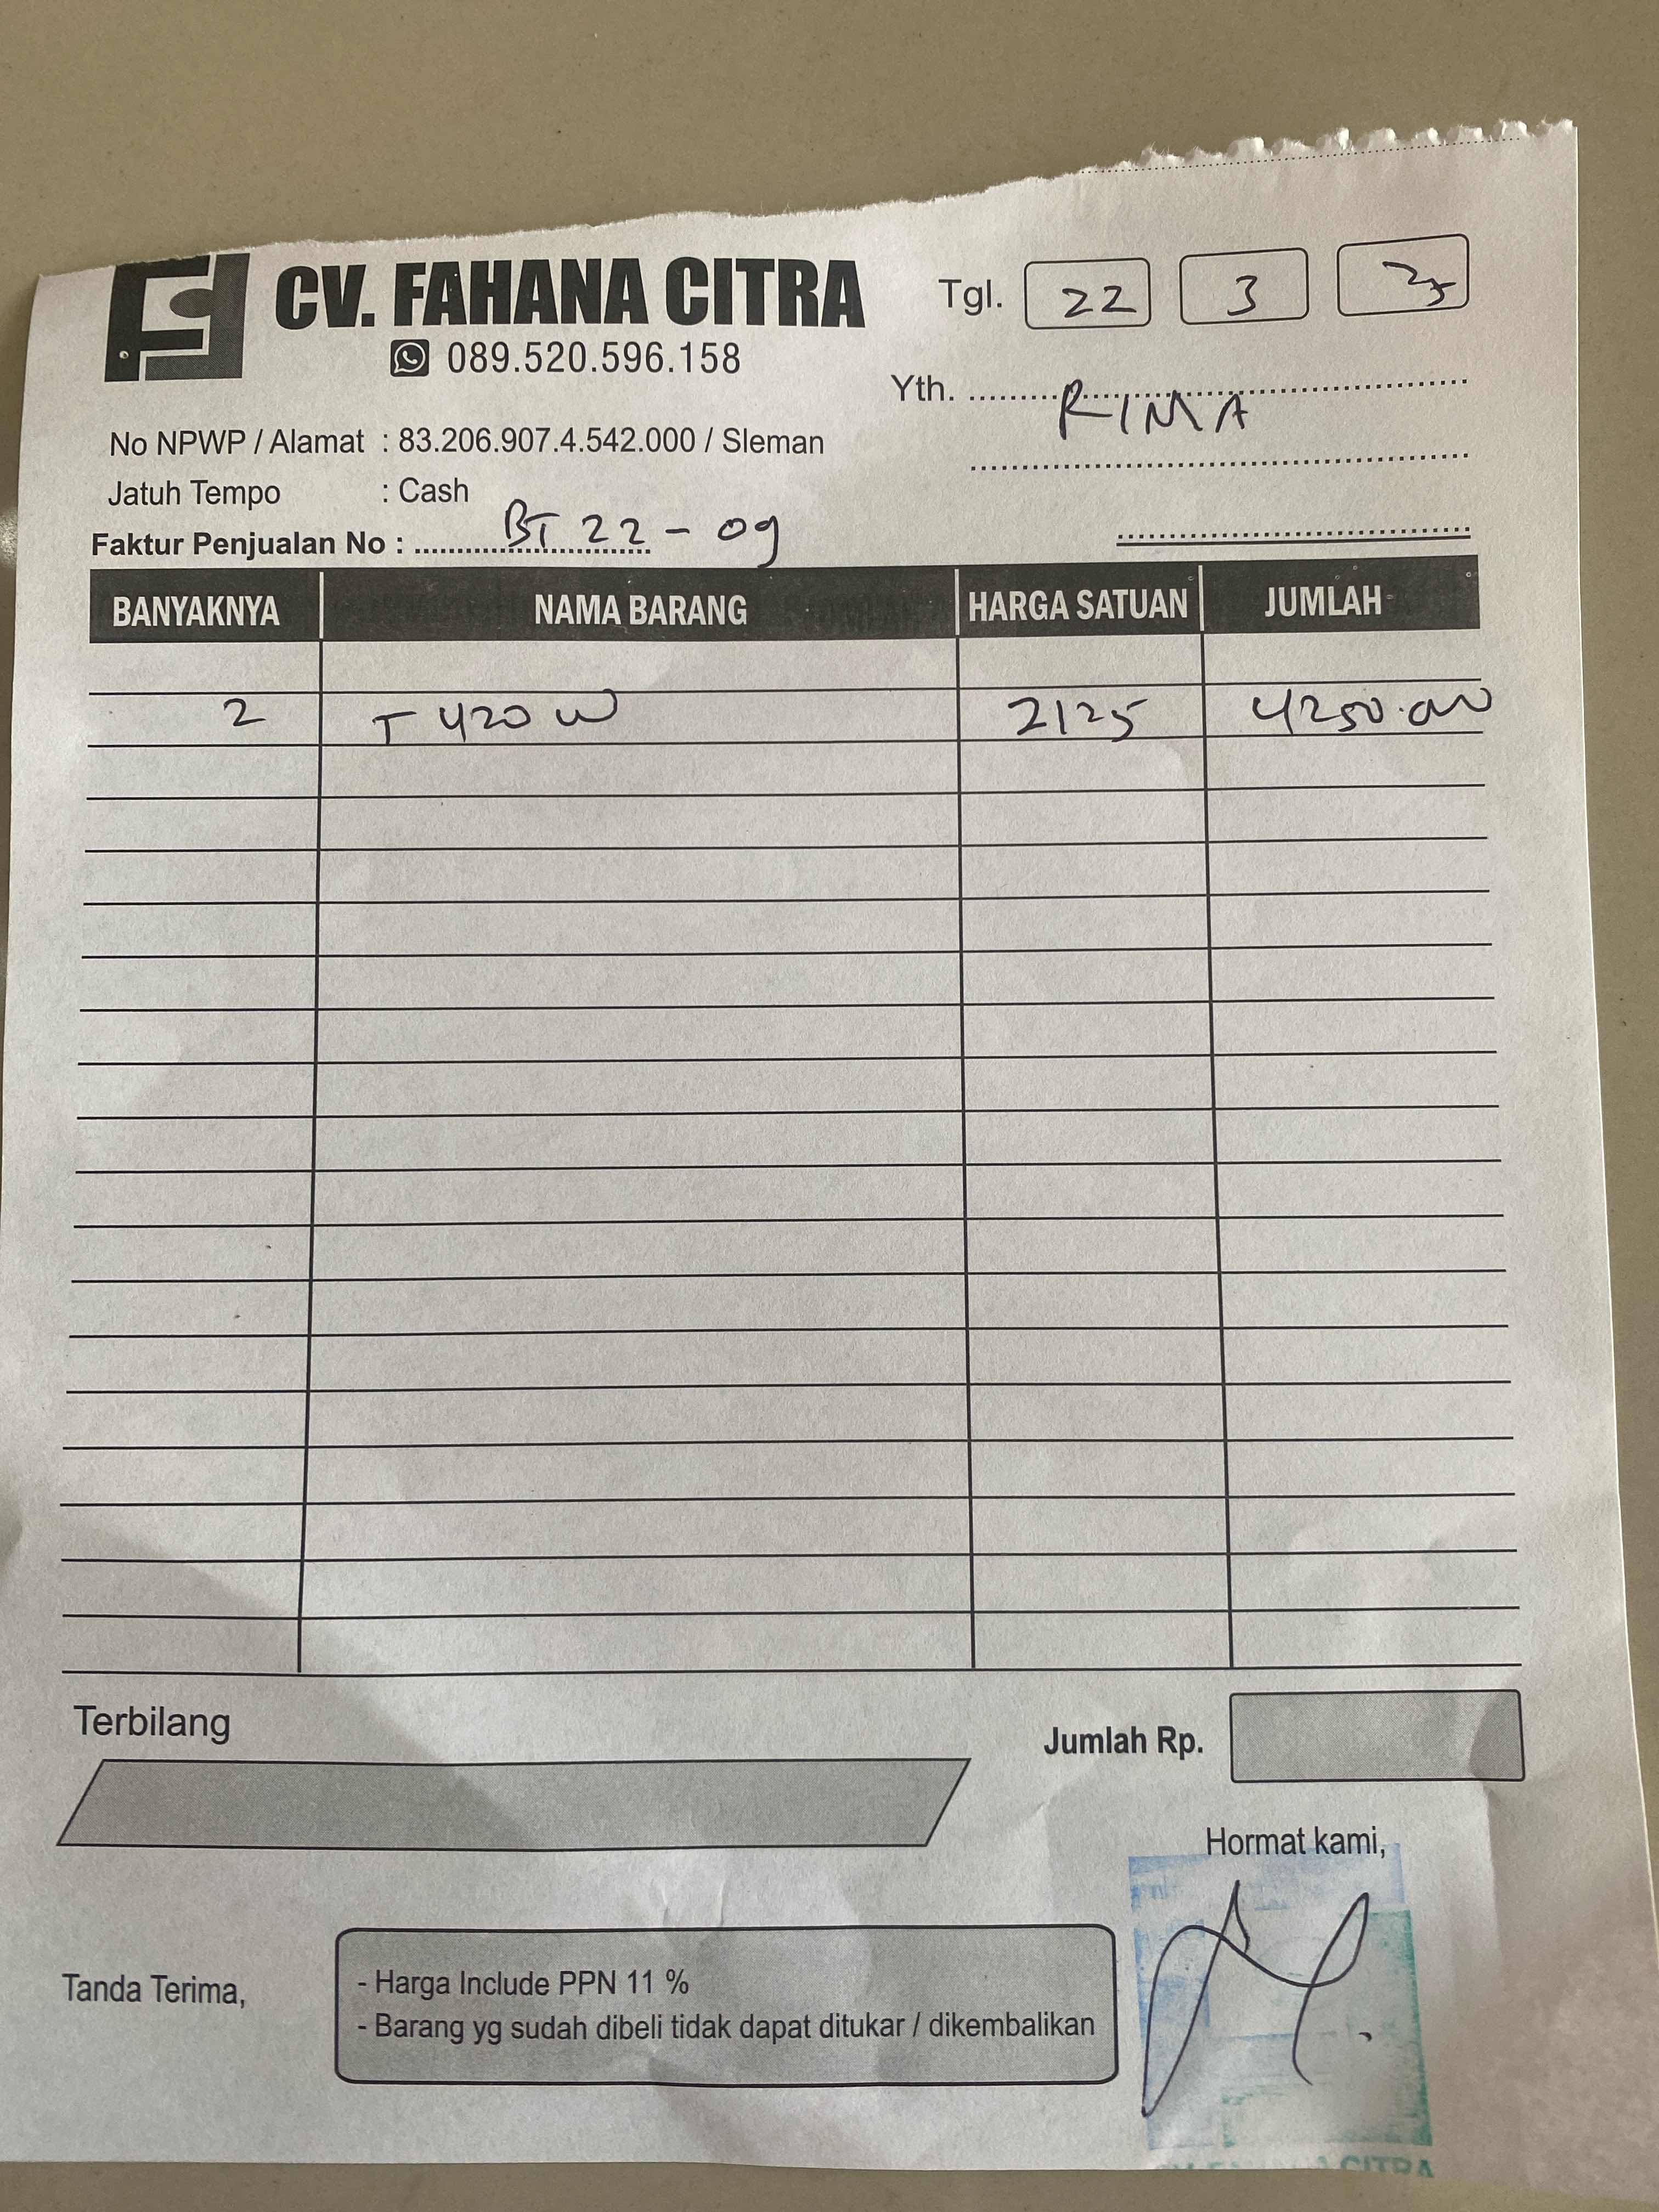 CV. FAHANA CITRA
089.520.596.158
Tgl. 22 3 25
Yth. RIMA
No NPWP / Alamat : 83.206.907.4.542.000 / Sleman
Jatuh Tempo : Cash
Faktur Penjualan No : BT 22 - 09
BANYAKNYA NAMA BARANG HARGA SATUAN JUMLAH
2 T 420 W 2125 4250.000
Terbilang
Jumlah Rp.
Hormat kami,
Tanda Terima,
- Harga Include PPN 11 %
- Barang yg sudah dibeli tidak dapat ditukar / dikembalikan
CITRA